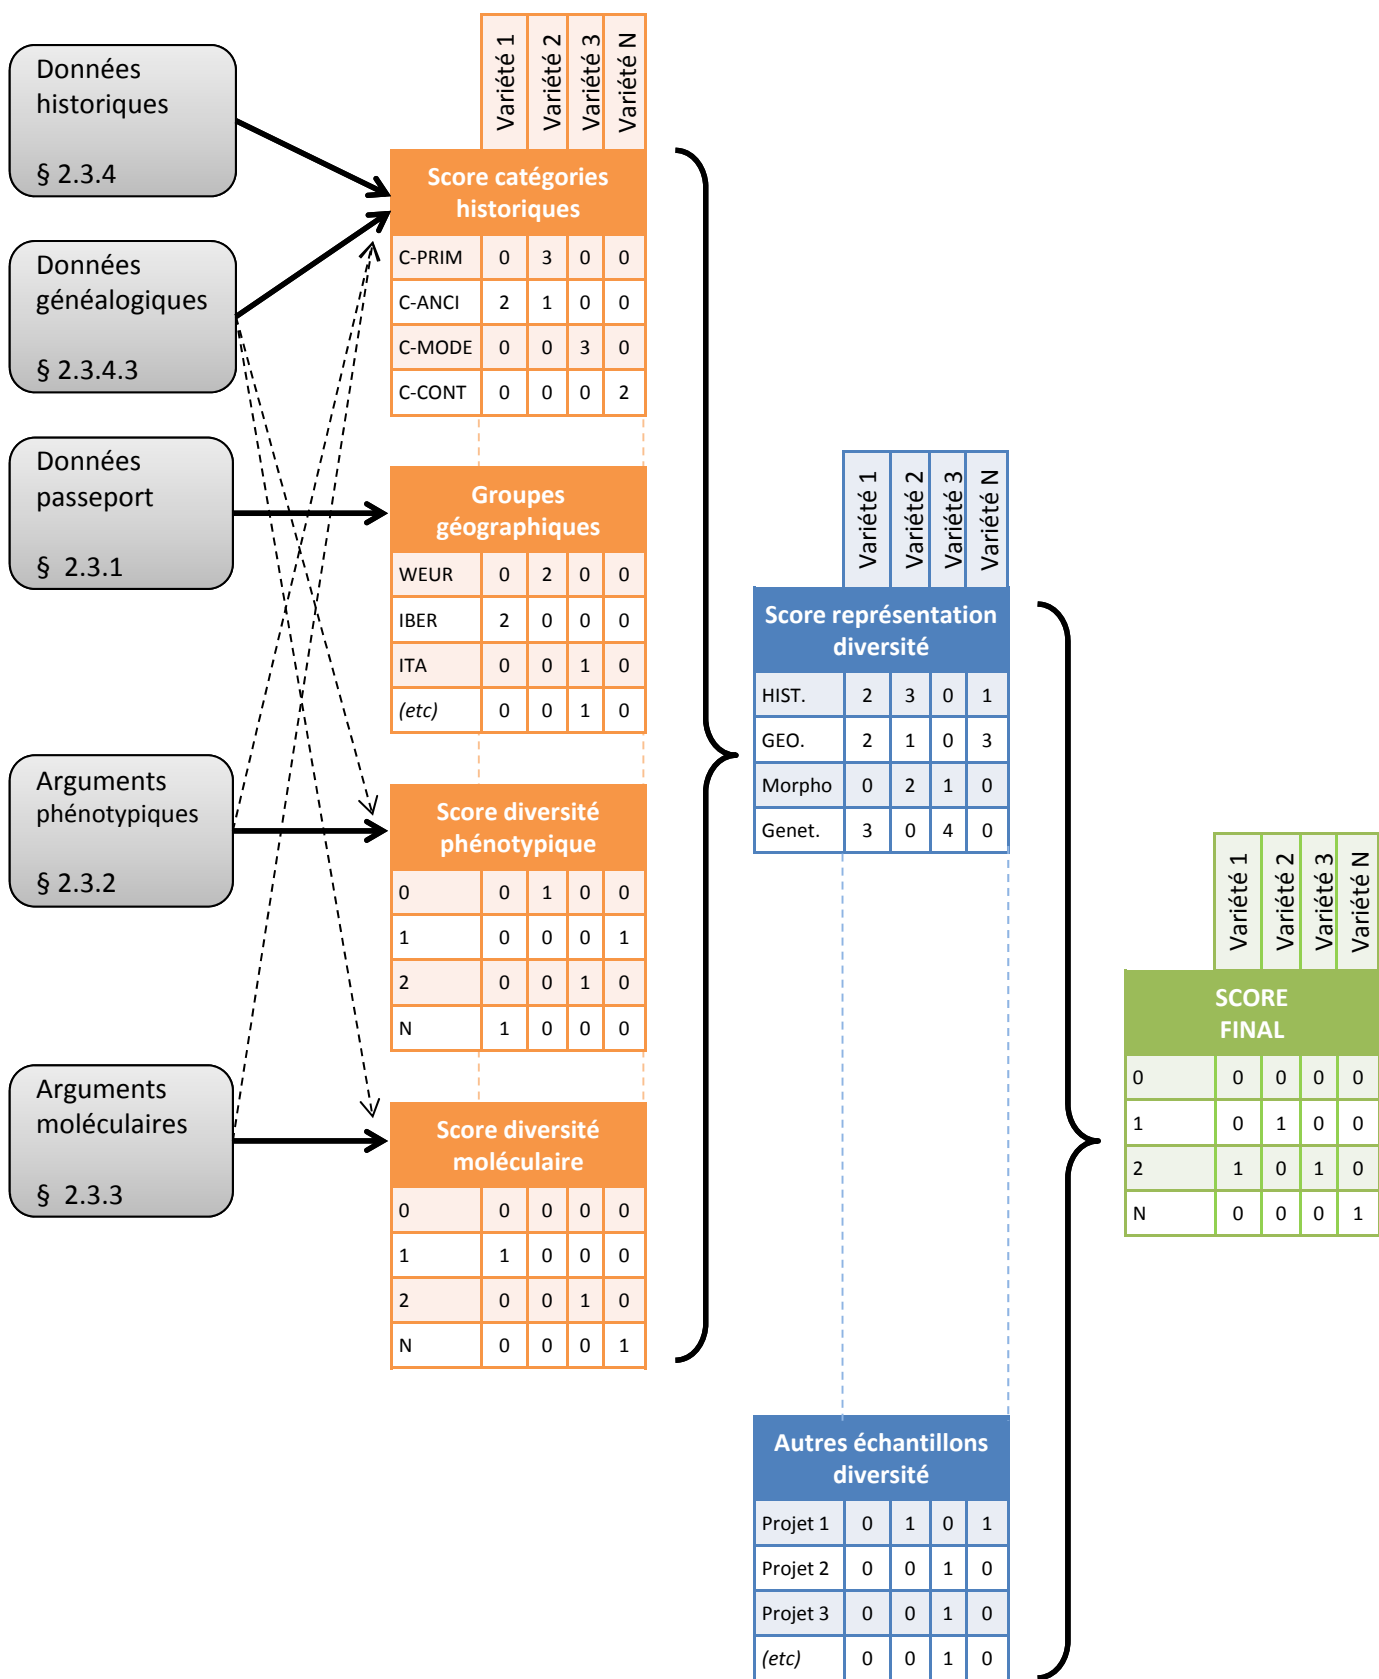 Données
historiques
§ 2.3.4
Données
généalogiques
§ 2.3.4.3
Données
passeport
§ 2.3.1
Arguments
phénotypiques
§ 2.3.2
Arguments
moléculaires
§ 2.3.3
Variété 1 Variété 2 Variété 3 Variété N
Score catégories
historiques
C-PRIM 0 3 0 0
C-ANCI 2 1 0 0
C-MODE 0 0 3 0
C-CONT 0 0 0 2
Groupes
géographiques
WEUR 0 2 0 0
IBER 2 0 0 0
ITA 0 0 1 0
(etc) 0 0 1 0
Score diversité
phénotypique
0 0 1 0 0
1 0 0 0 1
2 0 0 1 0
N 1 0 0 0
Score diversité
moléculaire
0 0 0 0 0
1 1 0 0 0
2 0 0 1 0
N 0 0 0 1
Variété 1 Variété 2 Variété 3 Variété N
Score représentation
diversité
HIST. 2 3 0 1
GEO. 2 1 0 3
Morpho 0 2 1 0
Genet. 3 0 4 0
Autres échantillons
diversité
Projet 1 0 1 0 1
Projet 2 0 0 1 0
Projet 3 0 0 1 0
(etc) 0 0 1 0
Variété 1 Variété 2 Variété 3 Variété N
SCORE
FINAL
0 0 0 0 0
1 0 1 0 0
2 1 0 1 0
N 0 0 0 1